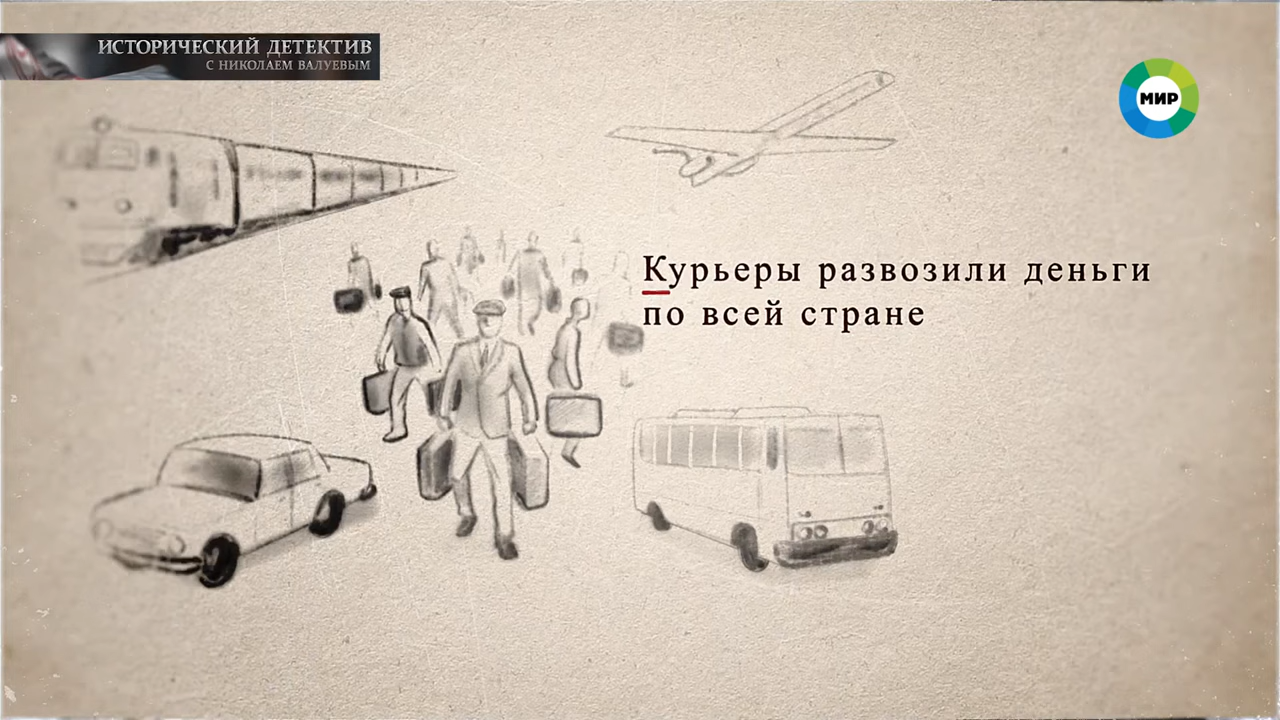 ИСТОРИЧЕСКИЙ ДЕТЕКТИВ
С НИКОЛАЕМ ВАЛУЕВЫМ
МИР
Курьеры развозили деньги
по всей стране